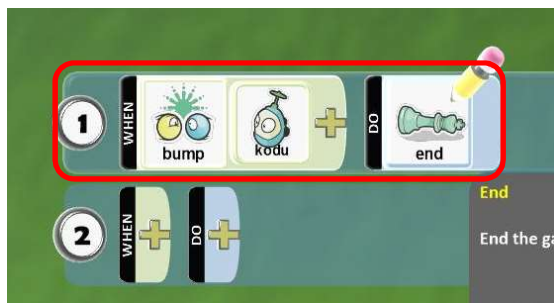 1 WHEN bump kodu DO end
2 WHEN DO
End
End the ga